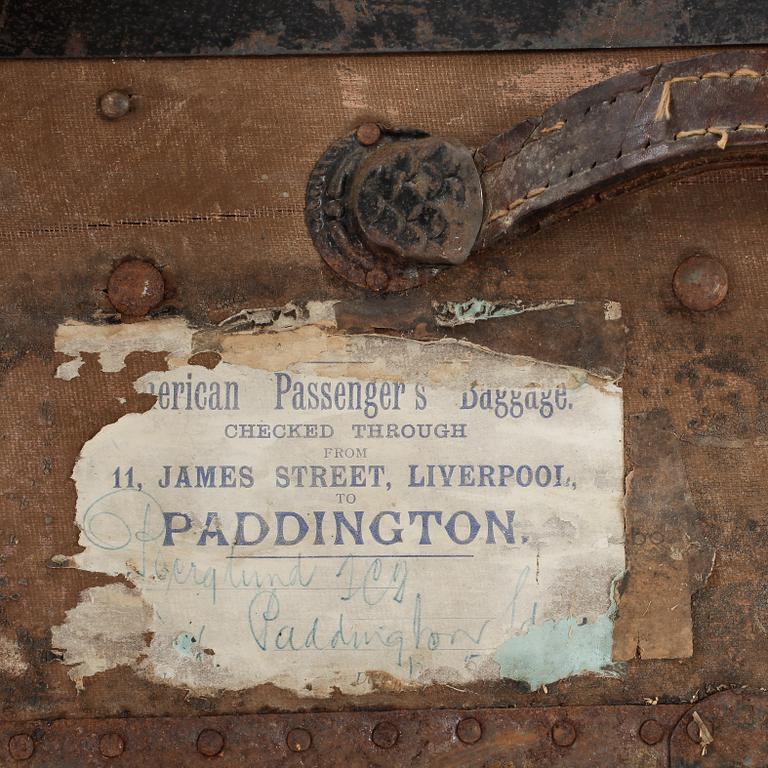 erican Passenger's Baggage.
CHECKED THROUGH
FROM
11, JAMES STREET, LIVERPOOL,
TO
PADDINGTON.
Paddington